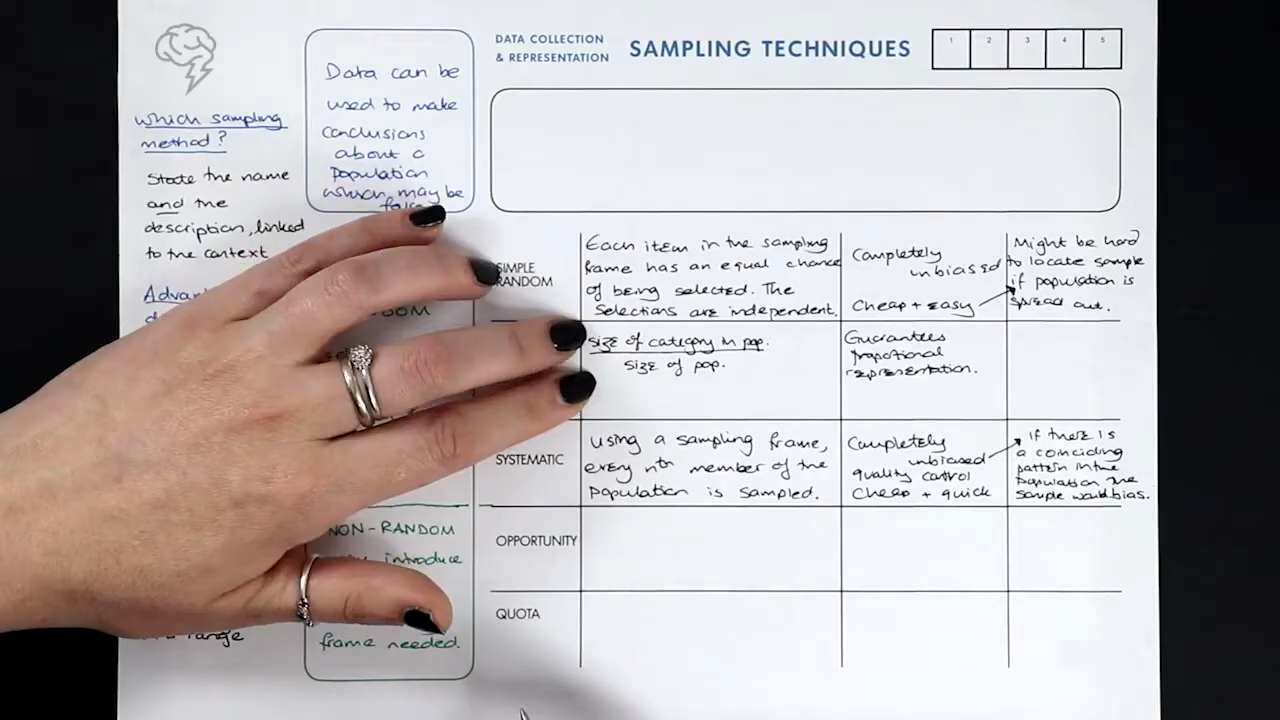 DATA COLLECTION
& REPRESENTATION
SAMPLING TECHNIQUES
1 2 3 4 5
which sampling
method?
State the name
and the
description, linked
to the context
Data can be
used to make
conclusions
about a
population
which may be
SIMPLE
RANDOM
Each item in the sampling
frame has an equal chance
of being selected. The
selections are independent.
Completely
unbiased
Cheap + easy
Might be hard
to locate sample
if population is
spread out.
size of category in pop.
size of pop.
Guarantees
proportional
representation.
SYSTEMATIC
using a sampling frame,
every nth member of the
population is sampled.
Completely
unbiased
quality control
cheap + quick
if there is
a coinciding
pattern in the
population the
sample would bias.
NON-RANDOM
introduce
frame needed.
range
OPPORTUNITY
QUOTA